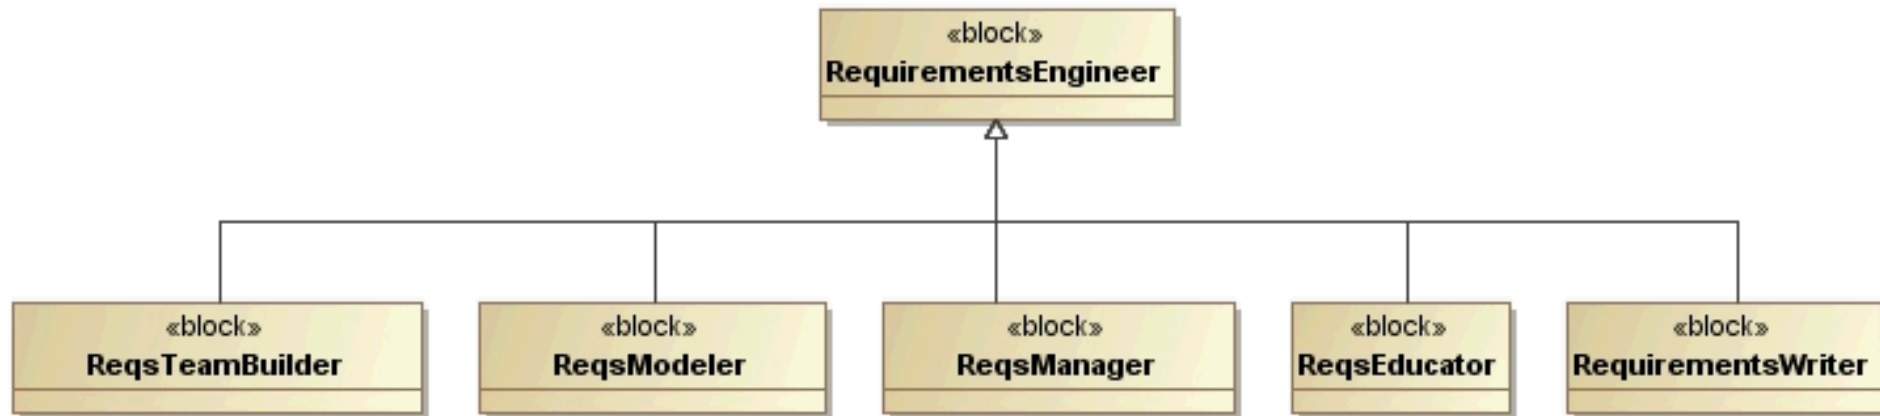 «block»
RequirementsEngineer
«block»
ReqsTeamBuilder
«block»
ReqsModeler
«block»
ReqsManager
«block»
ReqsEducator
«block»
RequirementsWriter